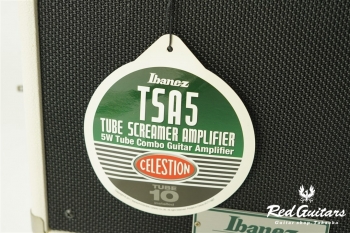 Ibanez
TSA5
TUBE SCREAMER AMPLIFIER
5W Tube Combo Guitar Amplifier
CELESTION
TUBE
10
Ibanez
Red Guitars